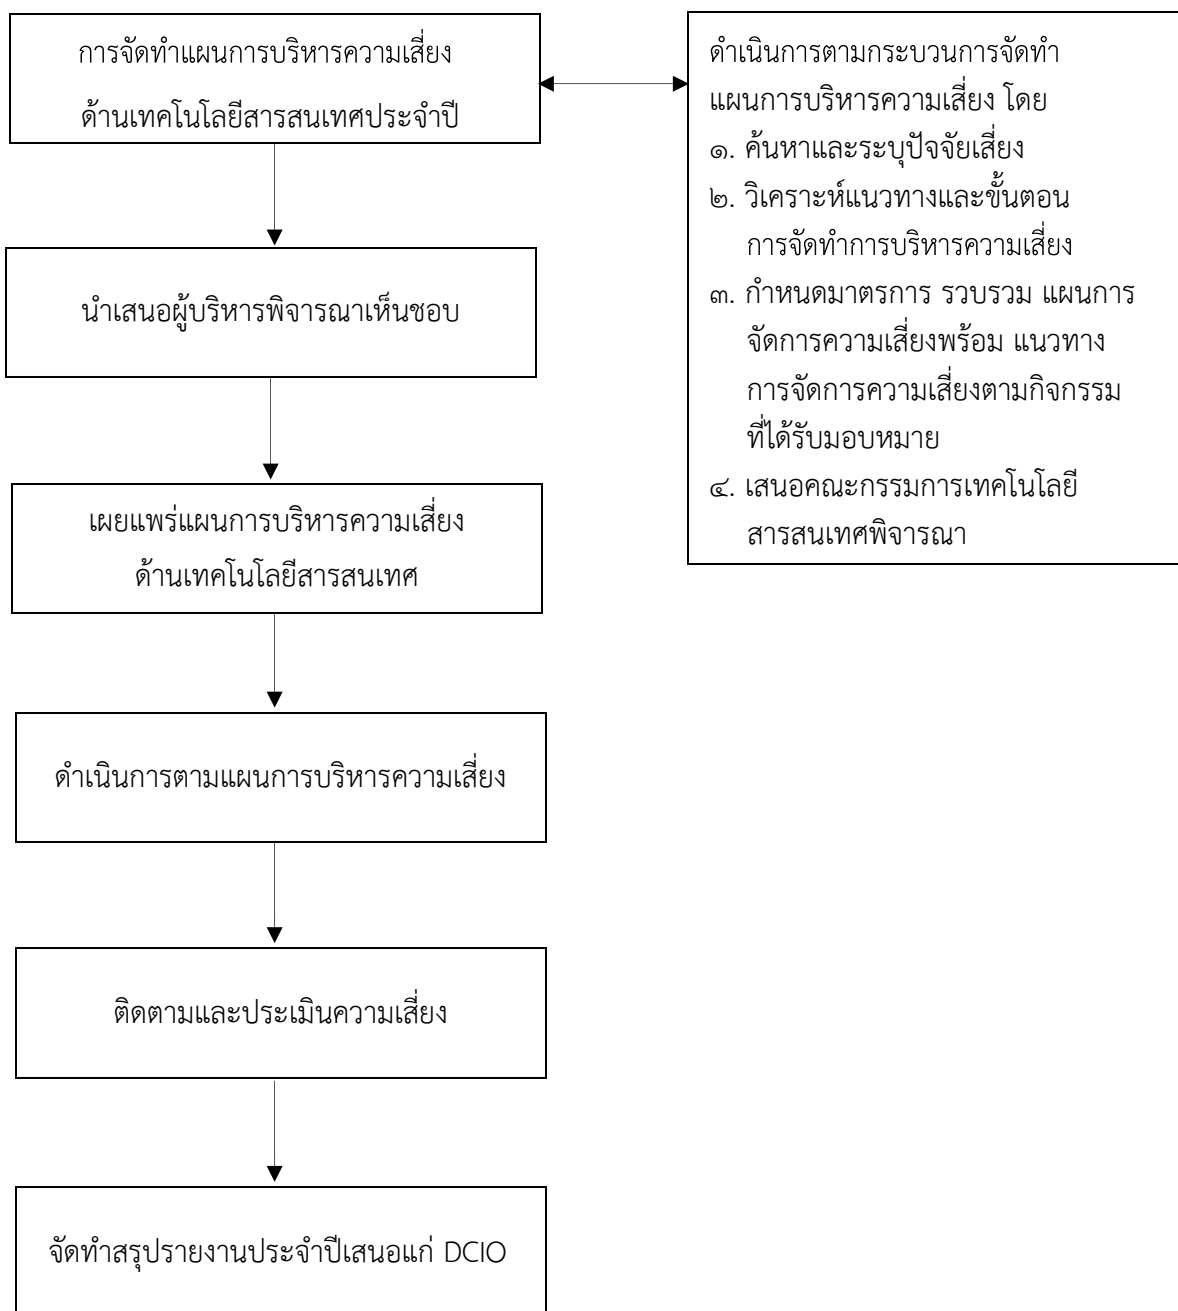 การจัดทำแผนการบริหารความเสี่ยง
ด้านเทคโนโลยีสารสนเทศประจำปี
ดำเนินการตามกระบวนการจัดทำ
แผนการบริหารความเสี่ยง โดย
๑. ค้นหาและระบุปัจจัยเสี่ยง
๒. วิเคราะห์แนวทางและขั้นตอน
การจัดทำการบริหารความเสี่ยง
๓. กำหนดมาตรการ รวบรวม แผนการ
จัดการความเสี่ยงพร้อม แนวทาง
การจัดการความเสี่ยงตามกิจกรรม
ที่ได้รับมอบหมาย
๔. เสนอคณะกรรมการเทคโนโลยี
สารสนเทศพิจารณา
นำเสนอผู้บริหารพิจารณาเห็นชอบ
เผยแพร่แผนการบริหารความเสี่ยง
ด้านเทคโนโลยีสารสนเทศ
ดำเนินการตามแผนการบริหารความเสี่ยง
ติดตามและประเมินความเสี่ยง
จัดทำสรุปรายงานประจำปีเสนอแก่ DCIO